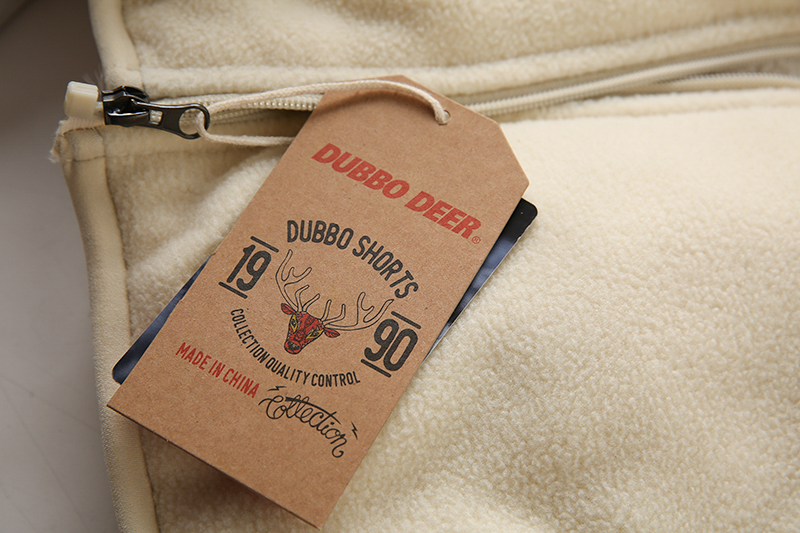 DUBBO DEER®
DUBBO SHORTS
19
90
COLLECTION QUALITY CONTROL
MADE IN CHINA
Collection